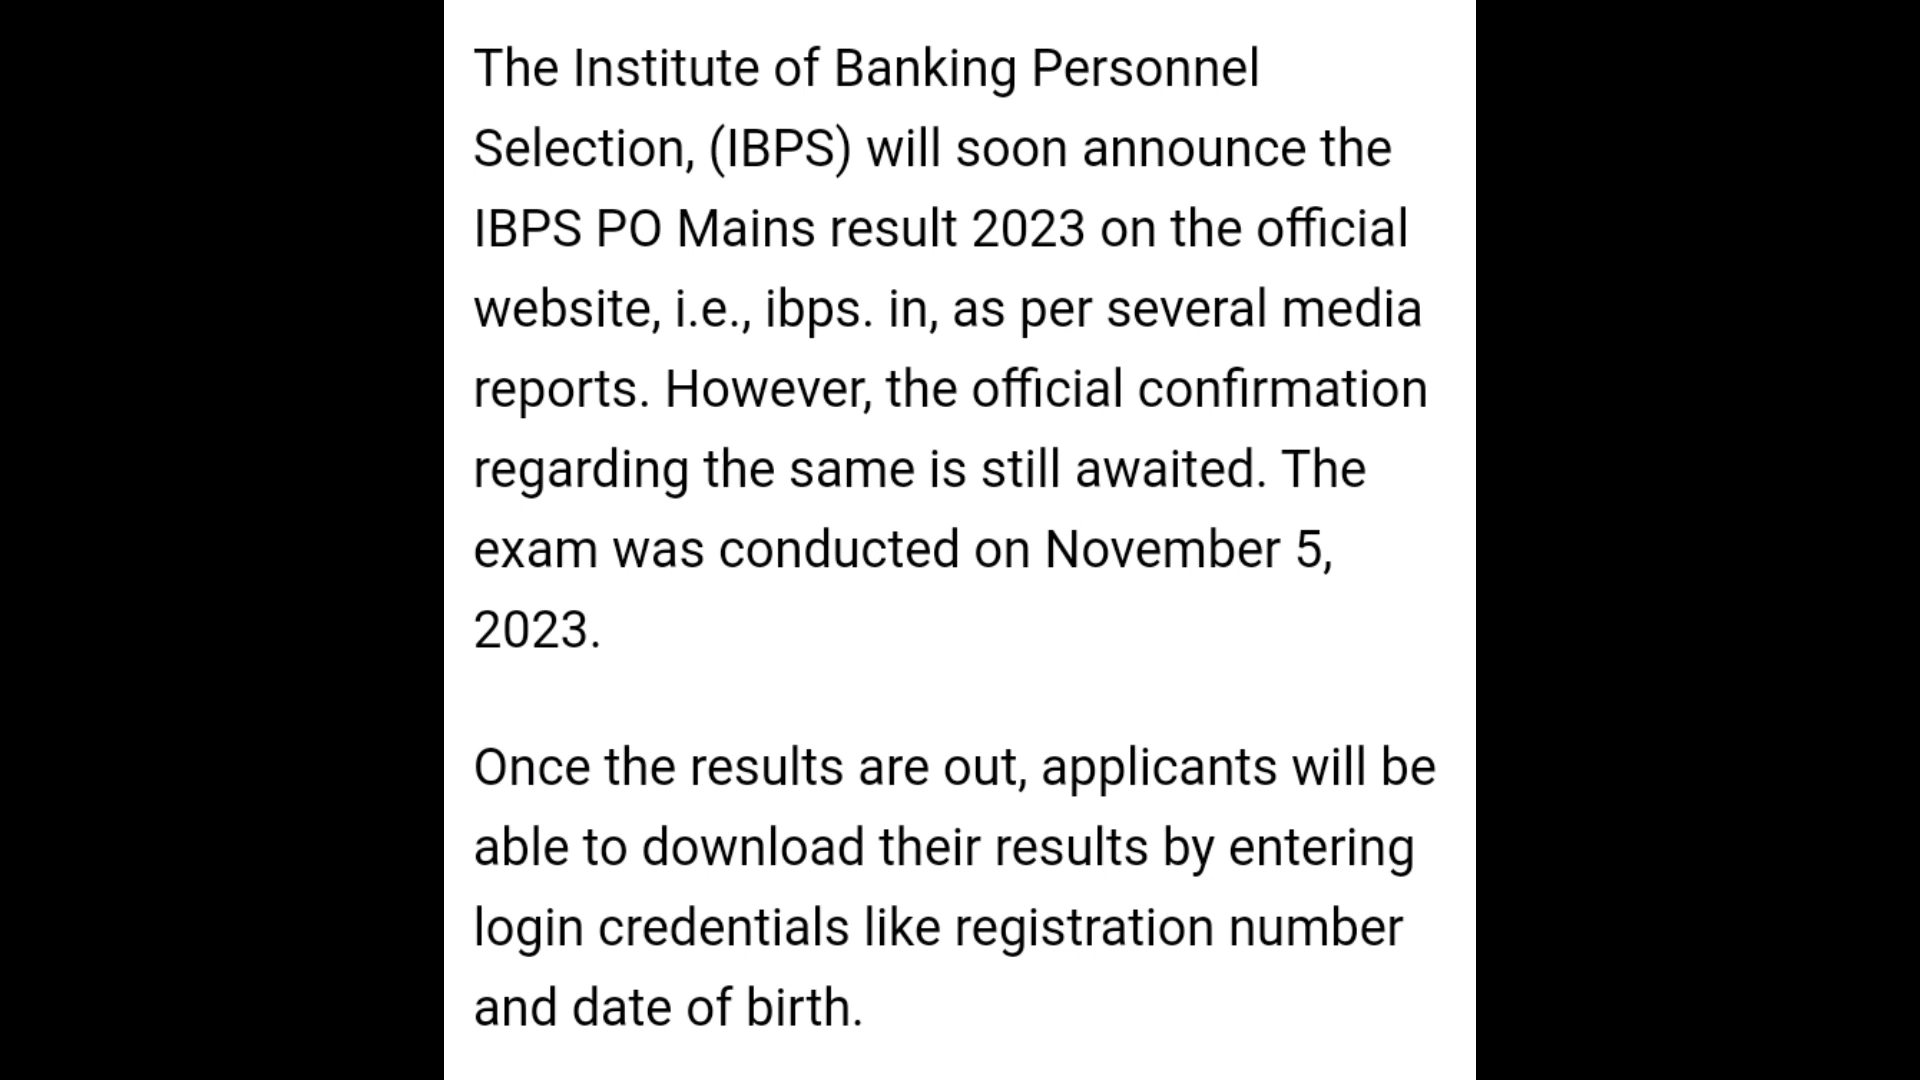 The Institute of Banking Personnel
Selection, (IBPS) will soon announce the
IBPS PO Mains result 2023 on the official
website, i.e., ibps. in, as per several media
reports. However, the official confirmation
regarding the same is still awaited. The
exam was conducted on November 5,
2023.
Once the results are out, applicants will be
able to download their results by entering
login credentials like registration number
and date of birth.